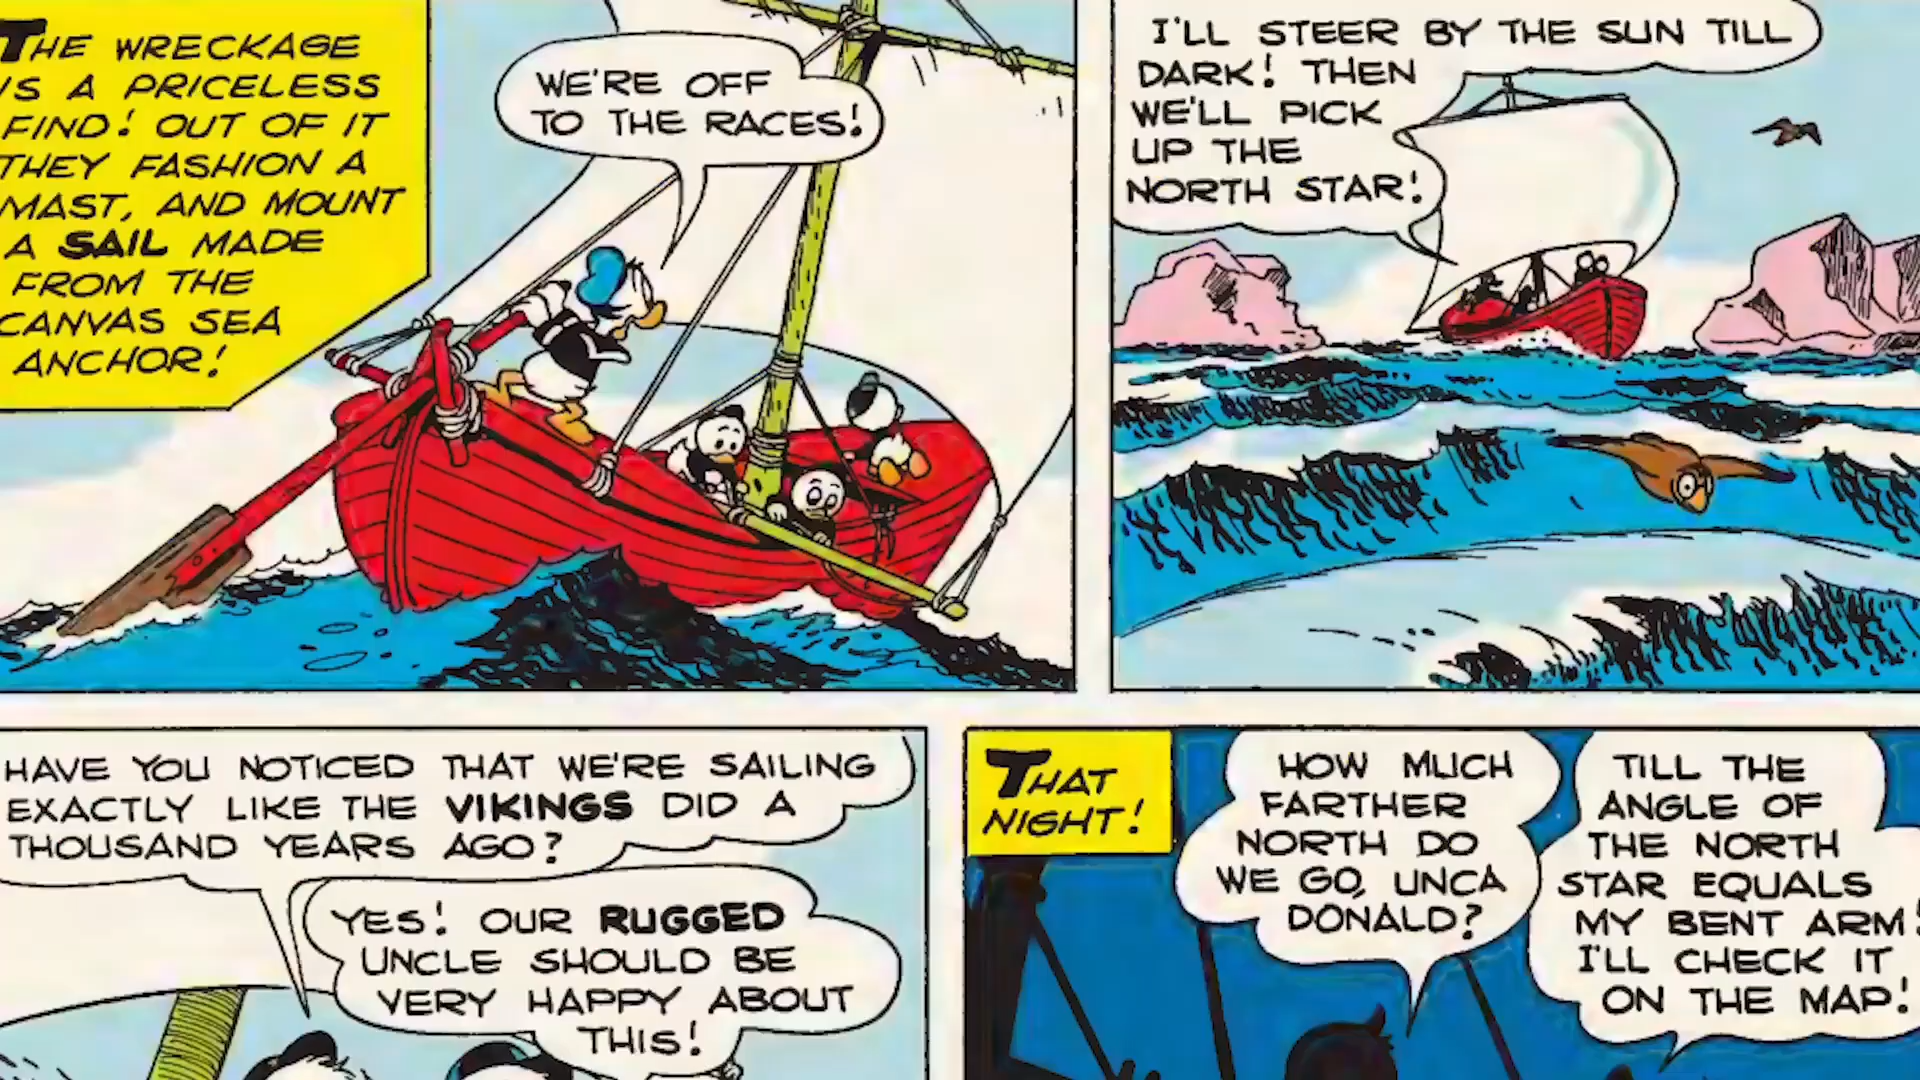 THE WRECKAGE
IS A PRICELESS
FIND! OUT OF IT
THEY FASHION A
MAST, AND MOUNT
A SAIL MADE
FROM THE
CANVAS SEA
ANCHOR!
WE'RE OFF
TO THE RACES!
I'LL STEER BY THE SUN TILL
DARK! THEN
WE'LL PICK
UP THE
NORTH STAR!
HAVE YOU NOTICED THAT WE'RE SAILING
EXACTLY LIKE THE VIKINGS DID A
THOUSAND YEARS AGO?
YES! OUR RUGGED
UNCLE SHOULD BE
VERY HAPPY ABOUT
THIS!
THAT
NIGHT!
HOW MUCH
FARTHER
NORTH DO
WE GO, UNCA
DONALD?
TILL THE
ANGLE OF
THE NORTH
STAR EQUALS
MY BENT ARM!
I'LL CHECK IT
ON THE MAP!